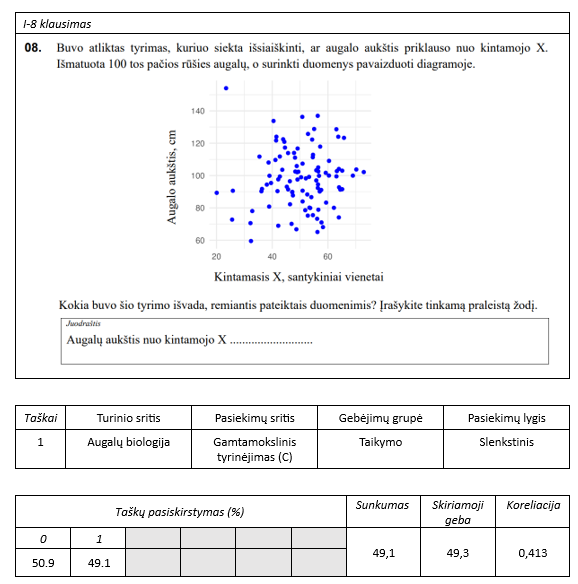 I-8 klausimas
08. Buvo atliktas tyrimas, kuriuo siekta išsiaiškinti, ar augalo aukštis priklauso nuo kintamojo X.
Išmatuota 100 tos pačios rūšies augalų, o surinkti duomenys pavaizduoti diagramoje.
Augalo aukštis, cm
140
120
100
80
60
20 40 60
Kintamasis X, santykiniai vienetai
Kokia buvo šio tyrimo išvada, remiantis pateiktais duomenimis? Įrašykite tinkamą praleistą žodį.
Juodraštis
Augalų aukštis nuo kintamojo X ...........................
Taškai Turinio sritis Pasiekimų sritis Gebėjimų grupė Pasiekimų lygis
1 Augalų biologija Gamtamokslinis tyrinėjimas (C) Taikymo Slenkstinis
Taškų pasiskirstymas (%) Sunkumas Skiriamoji geba Koreliacija
0 1
50.9 49.1 49,1 49,3 0,413